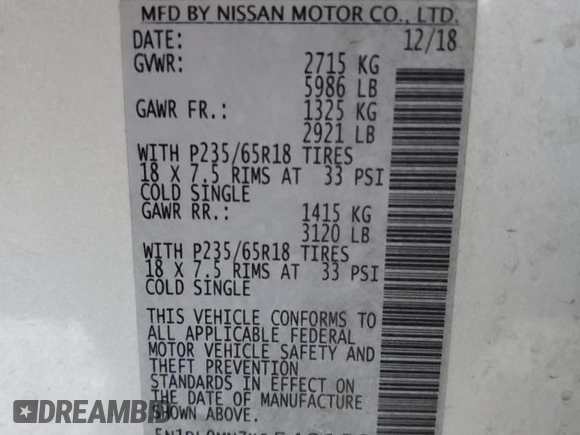 MFD BY NISSAN MOTOR CO., LTD.
DATE: 12/18
GVWR: 2715 KG
5986 LB
GAWR FR.: 1325 KG
2921 LB
WITH P235/65R18 TIRES
18 X 7.5 RIMS AT 33 PSI
COLD SINGLE
GAWR RR.: 1415 KG
3120 LB
WITH P235/65R18 TIRES
18 X 7.5 RIMS AT 33 PSI
COLD SINGLE
THIS VEHICLE CONFORMS TO
ALL APPLICABLE FEDERAL
MOTOR VEHICLE SAFETY AND
THEFT PREVENTION
STANDARDS IN EFFECT ON
THE DATE OF MANUFACTURE
SHOWN ABOVE.